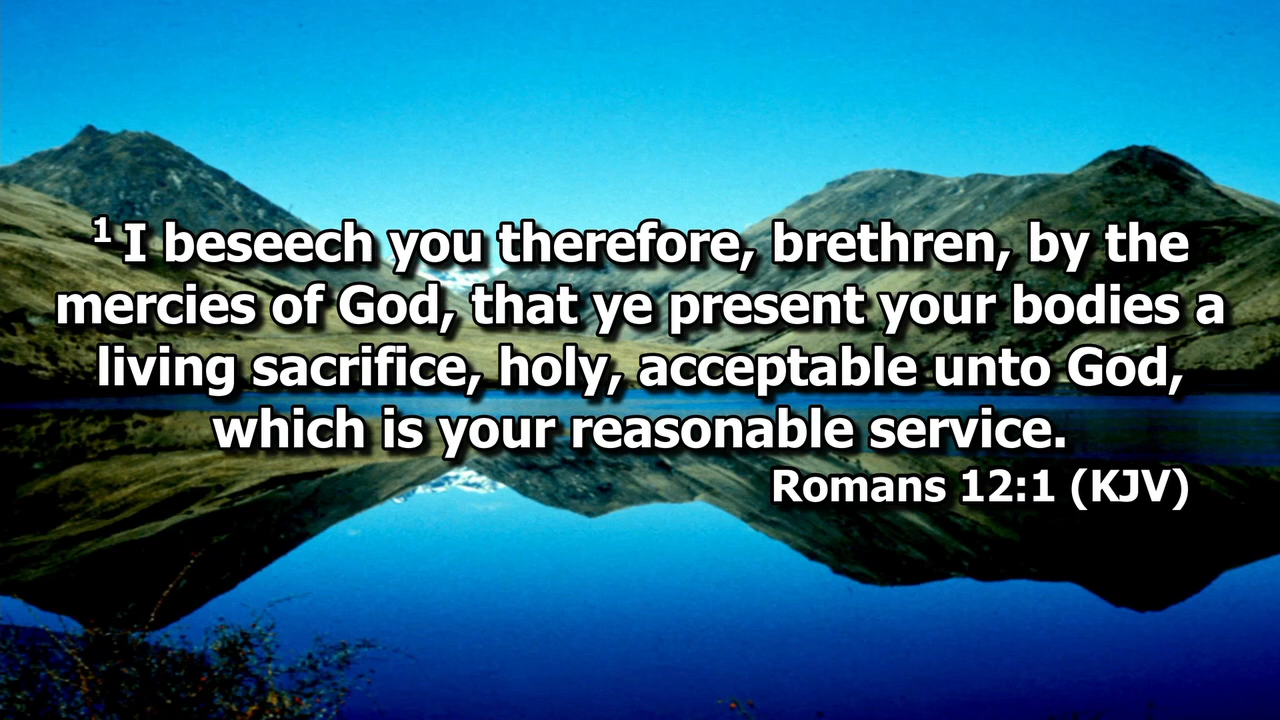 ¹ I beseech you therefore, brethren, by the
mercies of God, that ye present your bodies a
living sacrifice, holy, acceptable unto God,
which is your reasonable service.
Romans 12:1 (KJV)